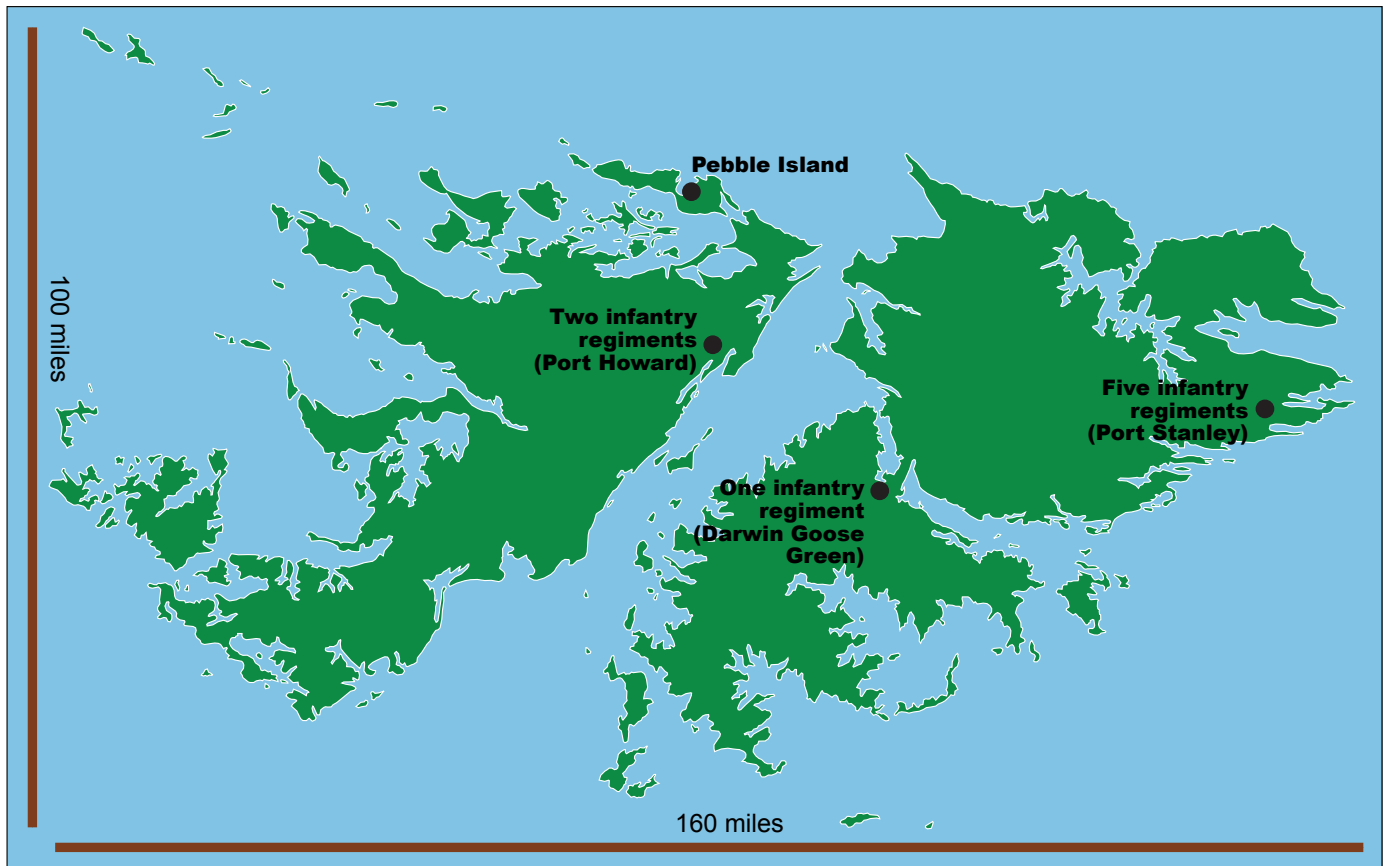 Pebble Island
Two infantry
regiments
(Port Howard)
100 miles
Five infantry
regiments
(Port Stanley)
One infantry
regiment
(Darwin Goose
Green)
160 miles